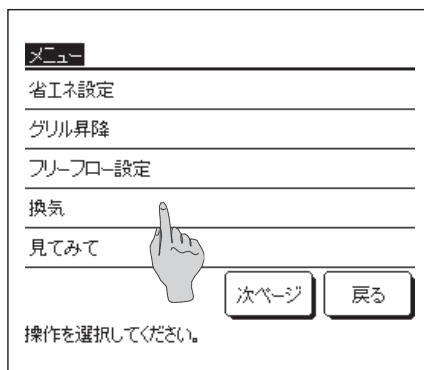 メニュー
省エネ設定
グリル昇降
フリーフロー設定
換気
見てみて
次ページ 戻る
操作を選択してください。